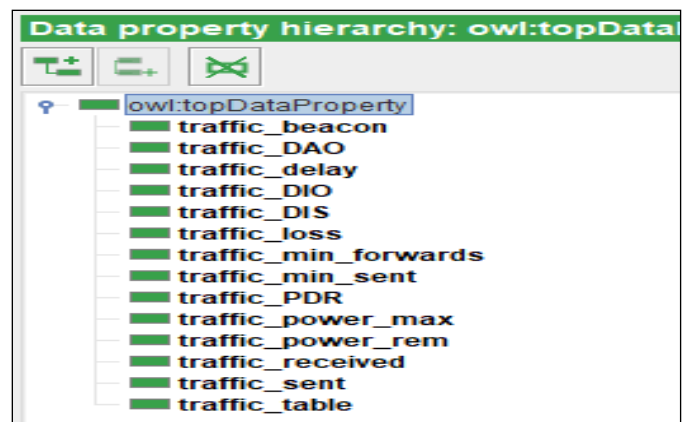 Data property hierarchy: owl:topData
owl:topDataProperty
traffic_beacon
traffic_DAO
traffic_delay
traffic_DIO
traffic_DIS
traffic_loss
traffic_min_forwards
traffic_min_sent
traffic_PDR
traffic_power_max
traffic_power_rem
traffic_received
traffic_sent
traffic_table